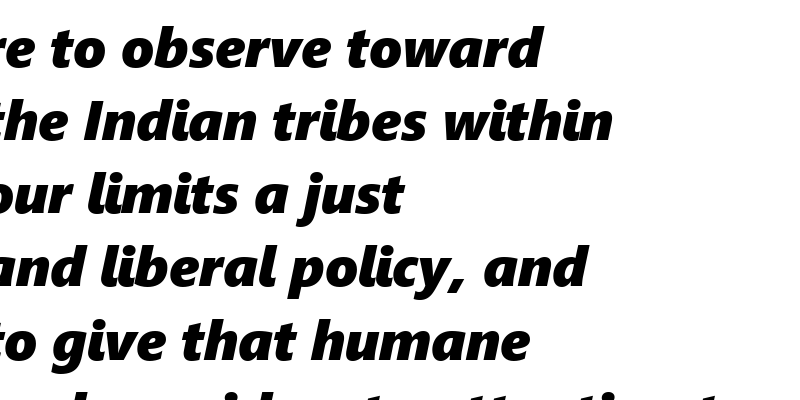 re to observe toward
the Indian tribes within
our limits a just
and liberal policy, and
to give that humane